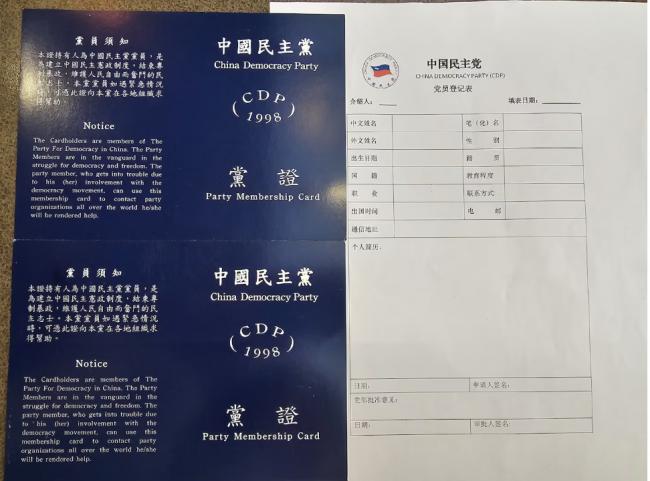 黨員須知
本證持有人為中國民主黨黨員，是
為建立中國民主憲政制度，結束專
制暴政，維護人民自由而奮鬥的民
主志士。本黨黨員如遇緊急情況
時，可憑此證向本黨在各地組織求
得幫助。
Notice
The Cardholders are members of The
Party For Democracy in China. The Party
Members are in the vanguard in the
struggle for democracy and freedom. The
party member, who gets into trouble due
to his (her) involvement with the
democracy movement, can use this
membership card to contact party
organizations all over the world he/she
will be rendered help.
中國民主黨
China Democracy Party
(CDP)
1998
黨 證
Party Membership Card
黨員須知
本證持有人為中國民主黨黨員，是
為建立中國民主憲政制度，結束專
制暴政，維護人民自由而奮鬥的民
主志士。本黨黨員如遇緊急情況
時，可憑此證向本黨在各地組織求
得幫助。
Notice
The Cardholders are members of The
Party For Democracy in China. The Party
Members are in the vanguard in the
struggle for democracy and freedom. The
party member, who gets into trouble due
to his (her) involvement with the
democracy movement, can use this
membership card to contact party
organizations all over the world he/she
will be rendered help.
中國民主黨
China Democracy Party
(CDP)
1998
黨 證
Party Membership Card
中国民主党
CHINA DEMOCRACY PARTY (CDP)
党员登记表
介绍人： 填表日期：
中文姓名 笔（化）名
外文姓名 性 别
出生日期 籍 贯
国 籍 教育程度
职 业 联系方式
出国时间 电 邮
通信地址
个人简历：
日期： 申请人签名：
党部批准意见：
日期： 审批人签名：